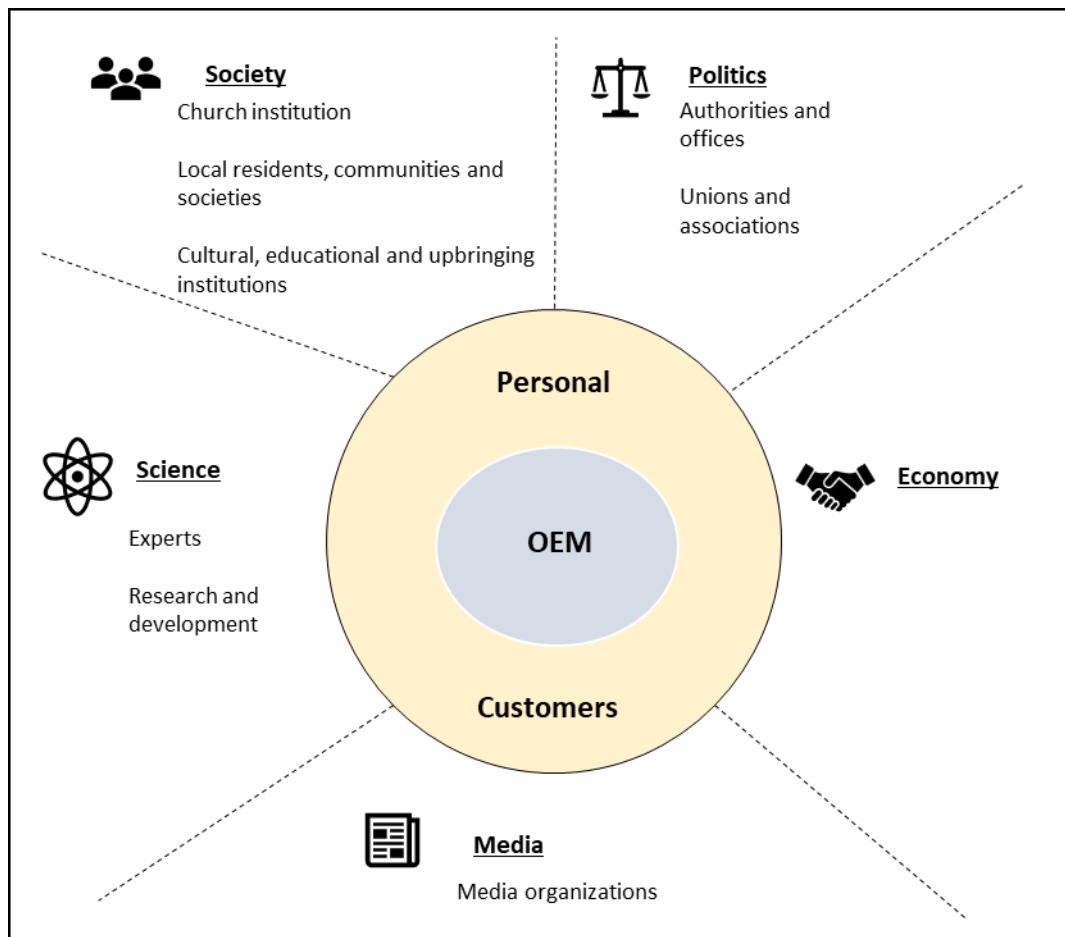 Society
Church institution
Local residents, communities and
societies
Cultural, educational and upbringing
institutions
Politics
Authorities and
offices
Unions and
associations
Science
Experts
Research and
development
Personal
OEM
Customers
Economy
Media
Media organizations